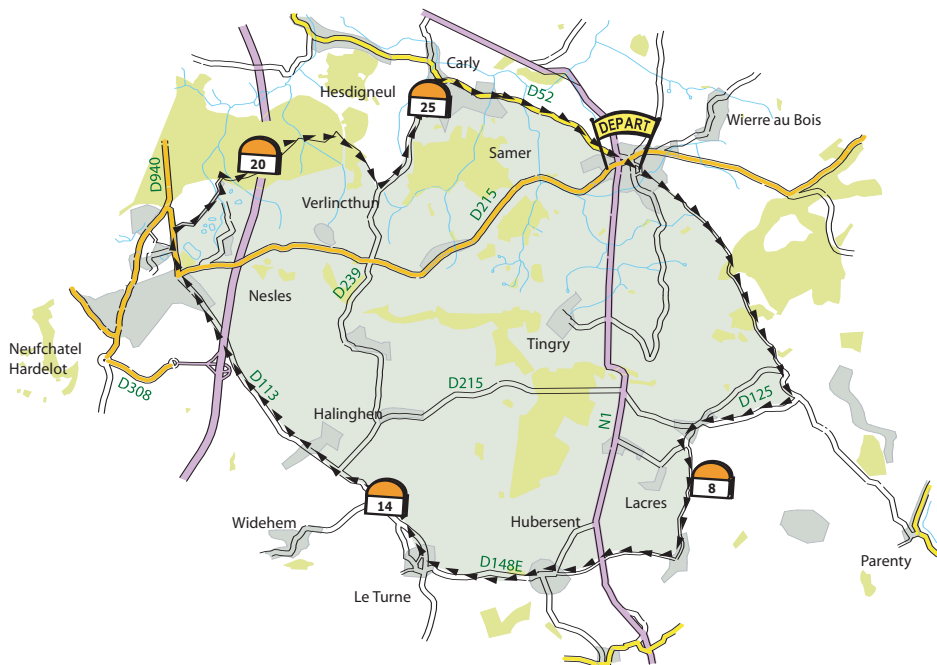 Carly
Hesdigneul
25
D52
DEPART
Wierre au Bois
20
Samer
D940
Verlincthun
D215
D239
Nesles
Neufchatel
Hardelot
Tingry
D308
D113
D215
D125
Halinghen
N1
8
14
Lacres
Widehem
Hubersent
D148E
Parenty
Le Turne